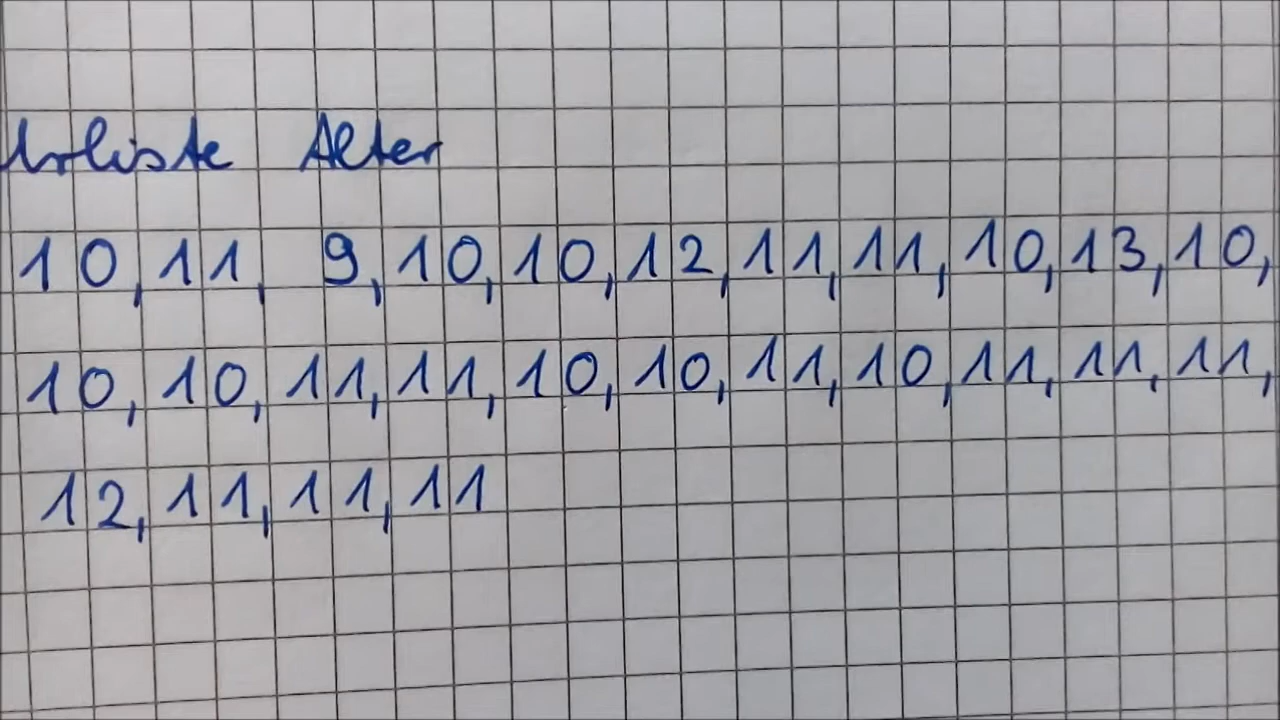 Urliste Alter
10, 11, 9, 10, 10, 12, 11, 11, 10, 13, 10,
10, 10, 11, 11, 10, 10, 11, 10, 11, 11, 11,
12, 11, 11, 11